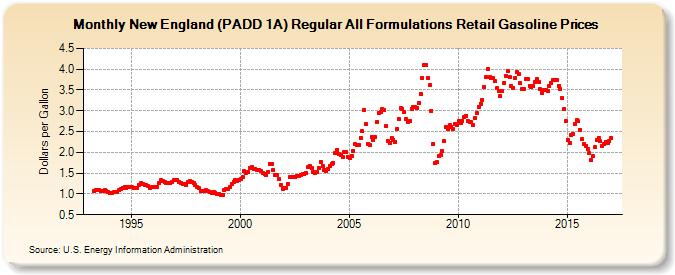 Monthly New England (PADD 1A) Regular All Formulations Retail Gasoline Prices
Dollars per Gallon
4.5
4.0
3.5
3.0
2.5
2.0
1.5
1.0
0.5
1995 2000 2005 2010 2015
Source: U.S. Energy Information Administration